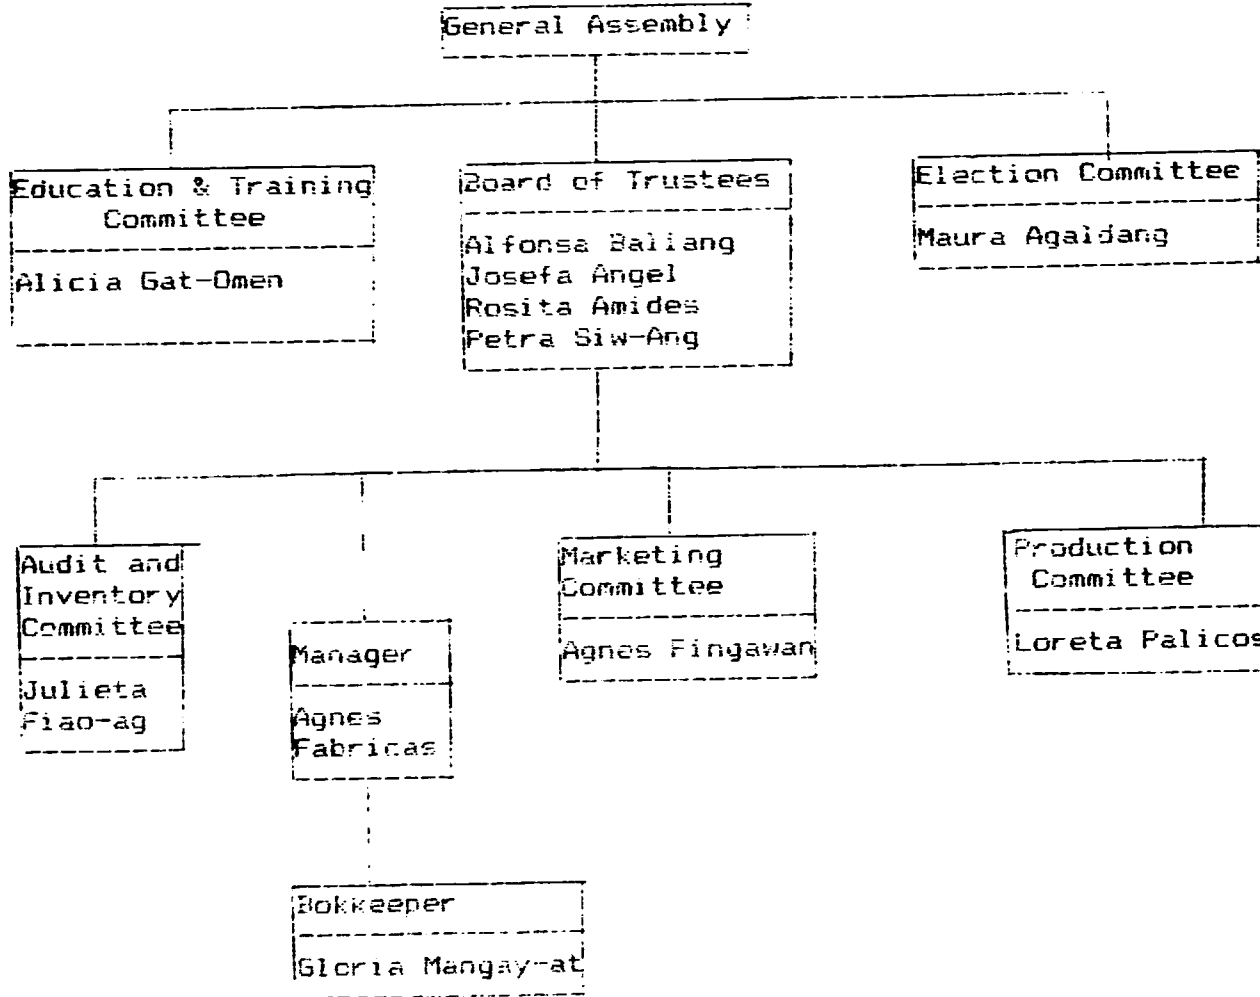 General Assembly
Education & Training
Committee
Alicia Gat-Omen
Board of Trustees
Alfonsa Baliang
Josefa Angel
Rosita Amides
Petra Siw-Ang
Election Committee
Maura Agaldang
Audit and
Inventory
Committee
Julieta
Fiao-ag
Manager
Agnes
Fabricas
Marketing
Committee
Agnes Fingawan
Production
Committee
Loreta Palicos
Bokkeeper
Gloria Mangay-at